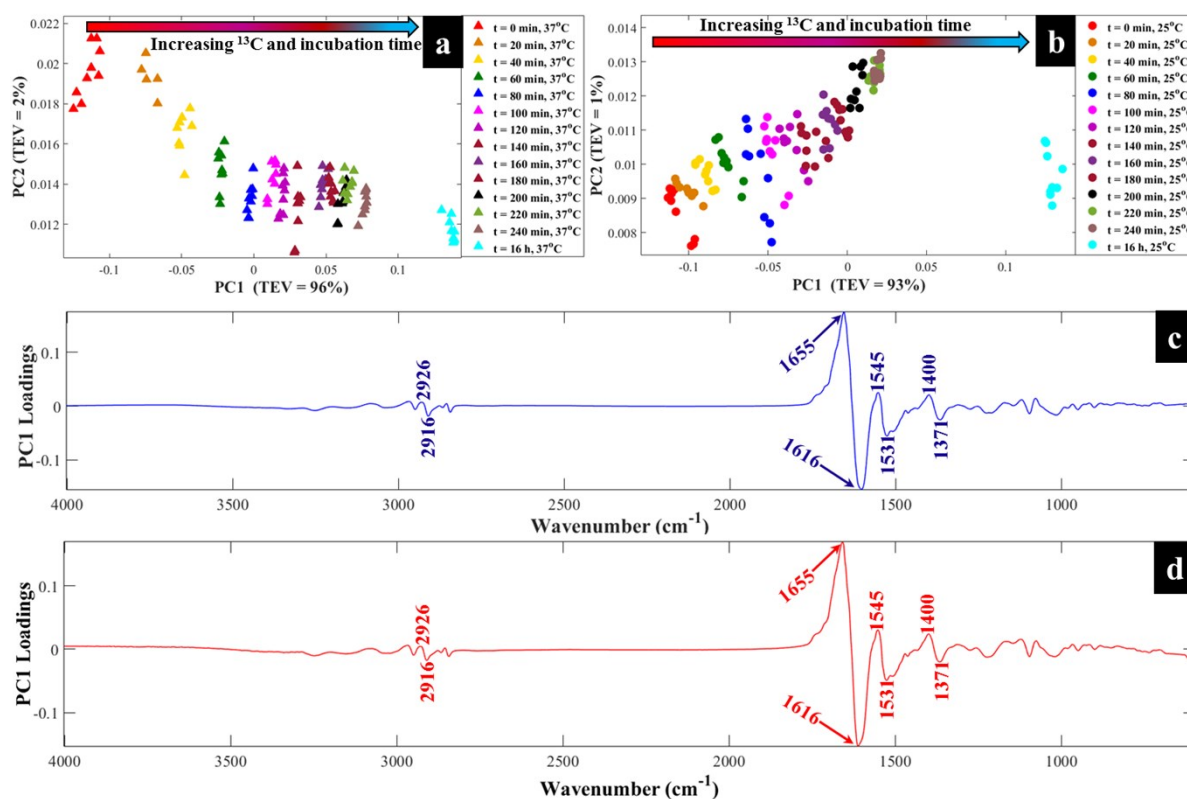 Increasing ¹³C and incubation time
a
0.022
0.02
0.018
0.016
0.014
0.012
-0.1
-0.05
0
0.05
0.1
PC1 (TEV = 96%)
PC2 (TEV = 2%)
t = 0 min, 37°C
t = 20 min, 37°C
t = 40 min, 37°C
t = 60 min, 37°C
t = 80 min, 37°C
t = 100 min, 37°C
t = 120 min, 37°C
t = 140 min, 37°C
t = 160 min, 37°C
t = 180 min, 37°C
t = 200 min, 37°C
t = 220 min, 37°C
t = 240 min, 37°C
t = 16 h, 37°C
Increasing ¹³C and incubation time
b
0.014
0.013
0.012
0.011
0.01
0.009
0.008
-0.1
-0.05
0
0.05
0.1
PC1 (TEV = 93%)
PC2 (TEV = 1%)
t = 0 min, 25°C
t = 20 min, 25°C
t = 40 min, 25°C
t = 60 min, 25°C
t = 80 min, 25°C
t = 100 min, 25°C
t = 120 min, 25°C
t = 140 min, 25°C
t = 160 min, 25°C
t = 180 min, 25°C
t = 200 min, 25°C
t = 220 min, 25°C
t = 240 min, 25°C
t = 16 h, 25°C
c
PC1 Loadings
0.1
0
-0.1
2926
2916
1655
1616
1545
1531
1400
1371
4000
3500
3000
2500
2000
1500
1000
Wavenumber (cm⁻¹)
d
PC1 Loadings
0.1
0
-0.1
2926
2916
1655
1616
1545
1531
1400
1371
4000
3500
3000
2500
2000
1500
1000
Wavenumber (cm⁻¹)